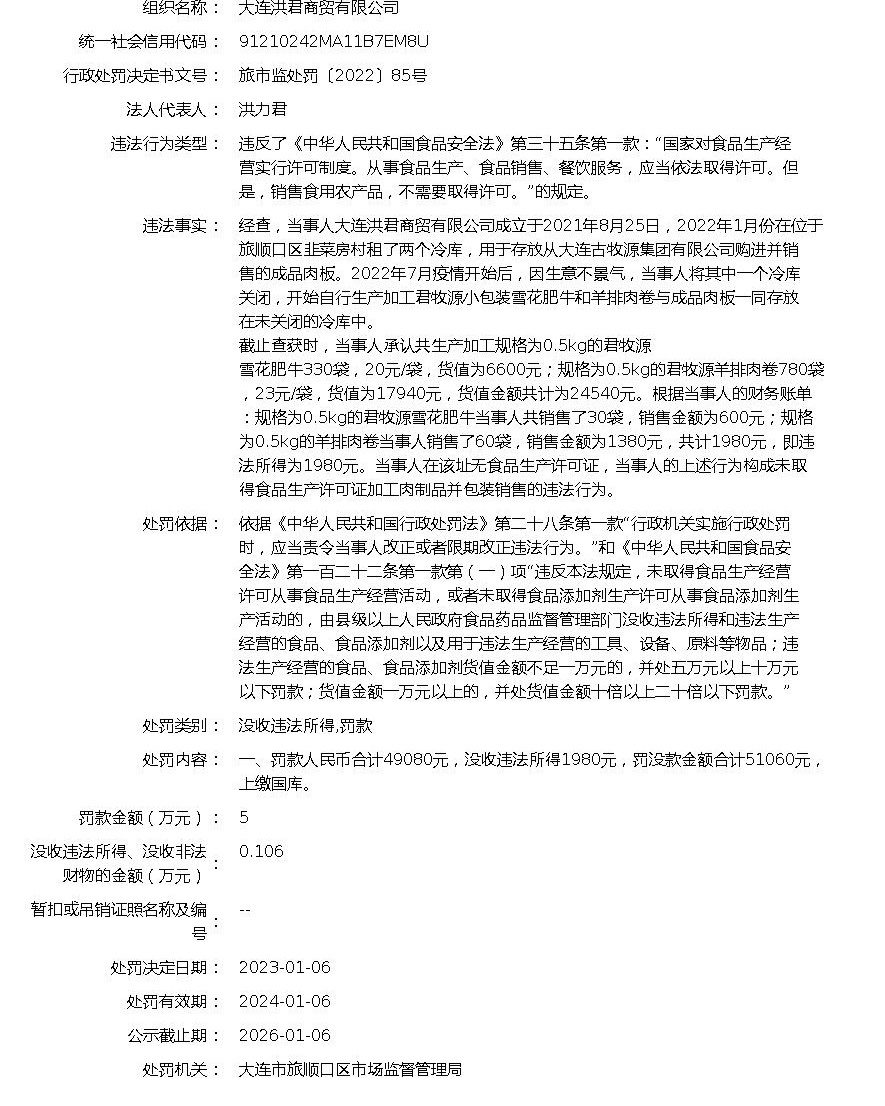 组织名称： 大连洪君商贸有限公司
统一社会信用代码： 91210242MA11B7EM8U
行政处罚决定书文号： 旅市监处罚〔2022〕85号
法人代表人： 洪力君
违法行为类型： 违反了《中华人民共和国食品安全法》第三十五条第一款：“国家对食品生产经
营实行许可制度。从事食品生产、食品销售、餐饮服务，应当依法取得许可。但
是，销售食用农产品，不需要取得许可。”的规定。
违法事实： 经查，当事人大连洪君商贸有限公司成立于2021年8月25日，2022年1月份在位于
旅顺口区韭菜房村租了两个冷库，用于存放从大连古牧源集团有限公司购进并销
售的成品肉板。2022年7月疫情开始后，因生意不景气，当事人将其中一个冷库
关闭，开始自行生产加工君牧源小包装雪花肥牛和羊排肉卷与成品肉板一同存放
在未关闭的冷库中。
截止查获时，当事人承认共生产加工规格为0.5kg的君牧源
雪花肥牛330袋，20元/袋，货值为6600元；规格为0.5kg的君牧源羊排肉卷780袋
，23元/袋，货值为17940元，货值金额共计为24540元。根据当事人的财务账单
：规格为0.5kg的君牧源雪花肥牛当事人共销售了30袋，销售金额为600元；规格
为0.5kg的羊排肉卷当事人销售了60袋，销售金额为1380元，共计1980元，即违
法所得为1980元。当事人在该址无食品生产许可证，当事人的上述行为构成未取
得食品生产许可证加工肉制品并包装销售的违法行为。
处罚依据： 依据《中华人民共和国行政处罚法》第二十八条第一款“行政机关实施行政处罚
时，应当责令当事人改正或者限期改正违法行为。”和《中华人民共和国食品安
全法》第一百二十二条第一款第（一）项“违反本法规定，未取得食品生产经营
许可从事食品生产经营活动，或者未取得食品添加剂生产许可从事食品添加剂生
产活动的，由县级以上人民政府食品药品监督管理部门没收违法所得和违法生产
经营的食品、食品添加剂以及用于违法生产经营的工具、设备、原料等物品；违
法生产经营的食品、食品添加剂货值金额不足一万元的，并处五万元以上十万元
以下罚款；货值金额一万元以上的，并处货值金额十倍以上二十倍以下罚款。”
处罚类别： 没收违法所得,罚款
处罚内容： 一、罚款人民币合计49080元，没收违法所得1980元，罚没款金额合计51060元，
上缴国库。
罚款金额（万元）： 5
没收违法所得、没收非法
财物的金额（万元）： 0.106
暂扣或吊销证照名称及编
号： --
处罚决定日期： 2023-01-06
处罚有效期： 2024-01-06
公示截止期： 2026-01-06
处罚机关： 大连市旅顺口区市场监督管理局